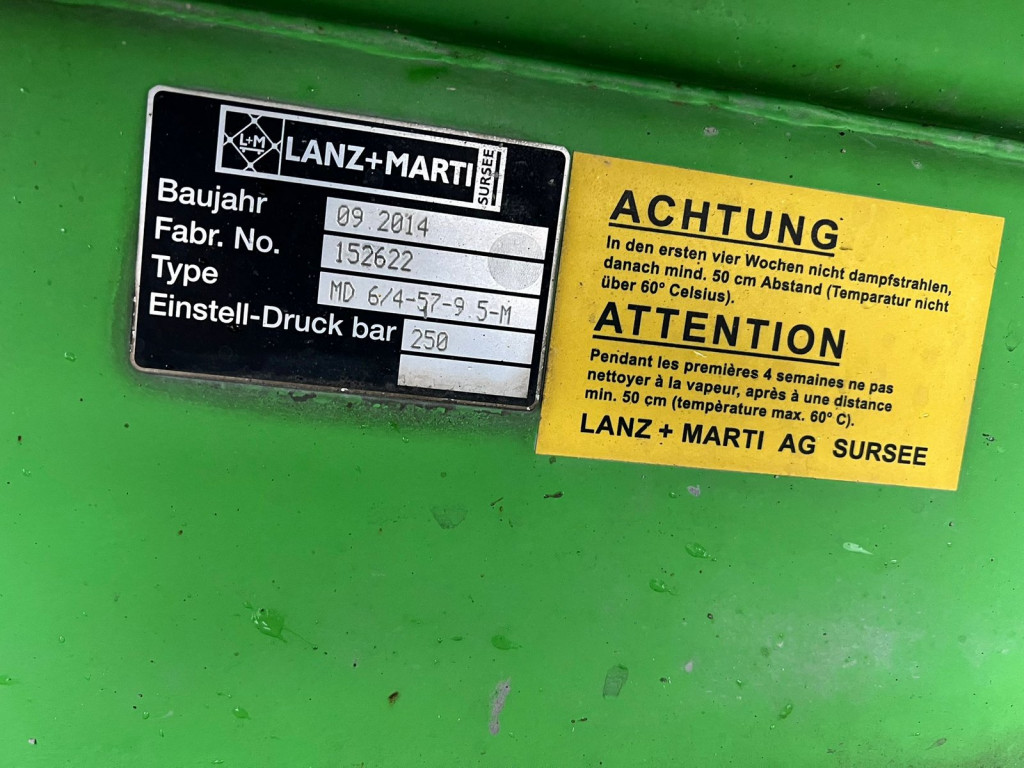 L+M
LANZ+MARTI
SURSEE
Baujahr 09.2014
Fabr. No. 152622
Type MD 6/4-57-9.5-M
Einstell-Druck bar 250
ACHTUNG
In den ersten vier Wochen nicht dampfstrahlen,
danach mind. 50 cm Abstand (Temparatur nicht
über 60° Celsius).
ATTENTION
Pendant les premières 4 semaines ne pas
nettoyer à la vapeur, après à une distance
min. 50 cm (tempèrature max. 60° C).
LANZ + MARTI AG SURSEE